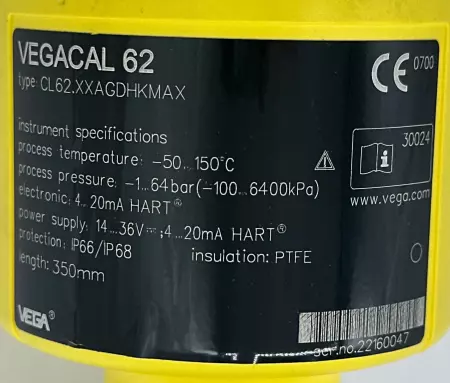 VEGACAL 62
type: CL62.XXAGDHKMAX
CE 0700
instrument specifications
process temperature: -50...150°C
process pressure: -1...64bar(-100...6400kPa)
electronic: 4...20mA HART®
power supply: 14...36V⎓; 4...20mA HART®
protection: IP66/IP68
insulation: PTFE
length: 350mm
30024
i
www.vega.com
VEGA®
ser.no.22160047